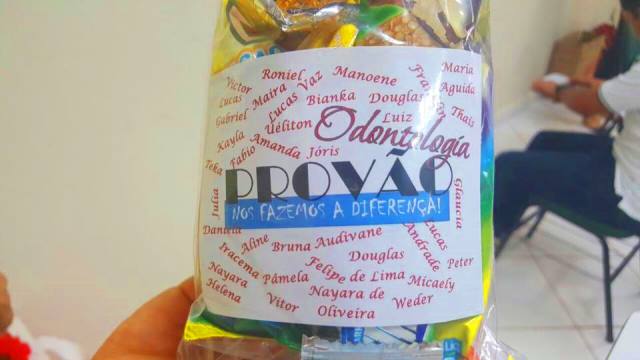 Roniel
Manoene
Maria
Aguida
Victor
Lucas
Maira
Lucas Vaz
Gabriel
Bianka
Douglas
Thais
Uéliton
Luiz
Odontologia
Kayla
Amanda
Jóris
Teka
Fabio
PROVÃO
NOS FAZEMOS A DIFERENÇA!
Julia
Glaucia
Daniela
Aline
Bruna
Audivane
Lucas
Andrade
Iracema
Douglas
Peter
Nayara
Helena
Pâmela
Felipe de Lima
Micaely
Vitor
Nayara de
Oliveira
Weder